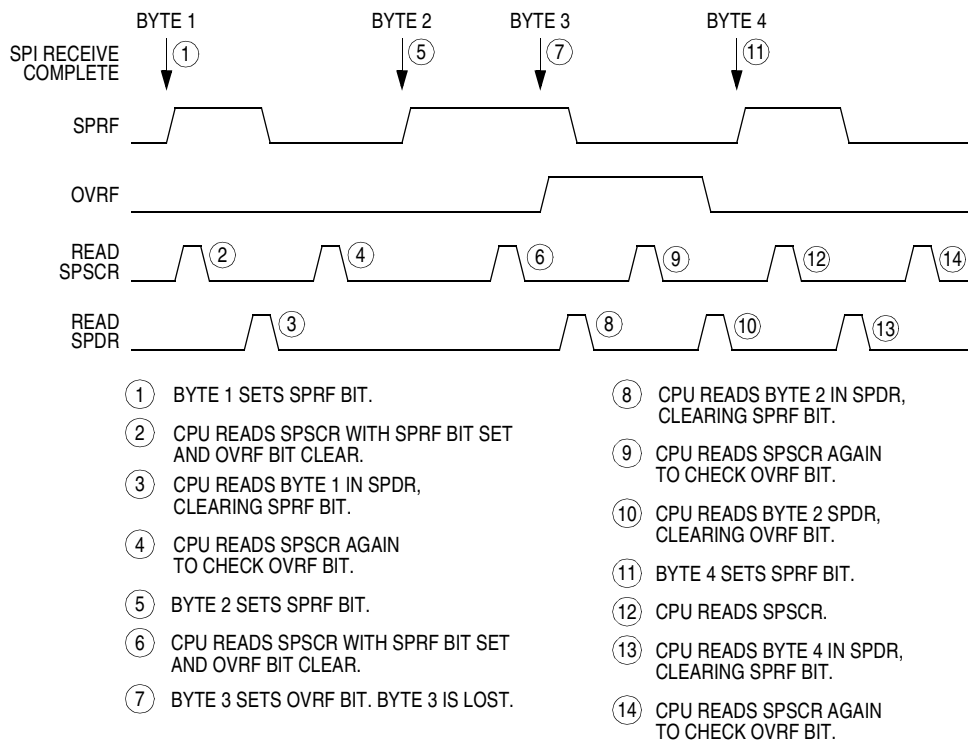 BYTE 1 BYTE 2 BYTE 3 BYTE 4
SPI RECEIVE
COMPLETE
1 5 7 11
SPRF
OVRF
READ
SPSCR
2 4 6 9 12 14
READ
SPDR
3 8 10 13
1 BYTE 1 SETS SPRF BIT.
2 CPU READS SPSCR WITH SPRF BIT SET
AND OVRF BIT CLEAR.
3 CPU READS BYTE 1 IN SPDR,
CLEARING SPRF BIT.
4 CPU READS SPSCR AGAIN
TO CHECK OVRF BIT.
5 BYTE 2 SETS SPRF BIT.
6 CPU READS SPSCR WITH SPRF BIT SET
AND OVRF BIT CLEAR.
7 BYTE 3 SETS OVRF BIT. BYTE 3 IS LOST.
8 CPU READS BYTE 2 IN SPDR,
CLEARING SPRF BIT.
9 CPU READS SPSCR AGAIN
TO CHECK OVRF BIT.
10 CPU READS BYTE 2 SPDR,
CLEARING OVRF BIT.
11 BYTE 4 SETS SPRF BIT.
12 CPU READS SPSCR.
13 CPU READS BYTE 4 IN SPDR,
CLEARING SPRF BIT.
14 CPU READS SPSCR AGAIN
TO CHECK OVRF BIT.